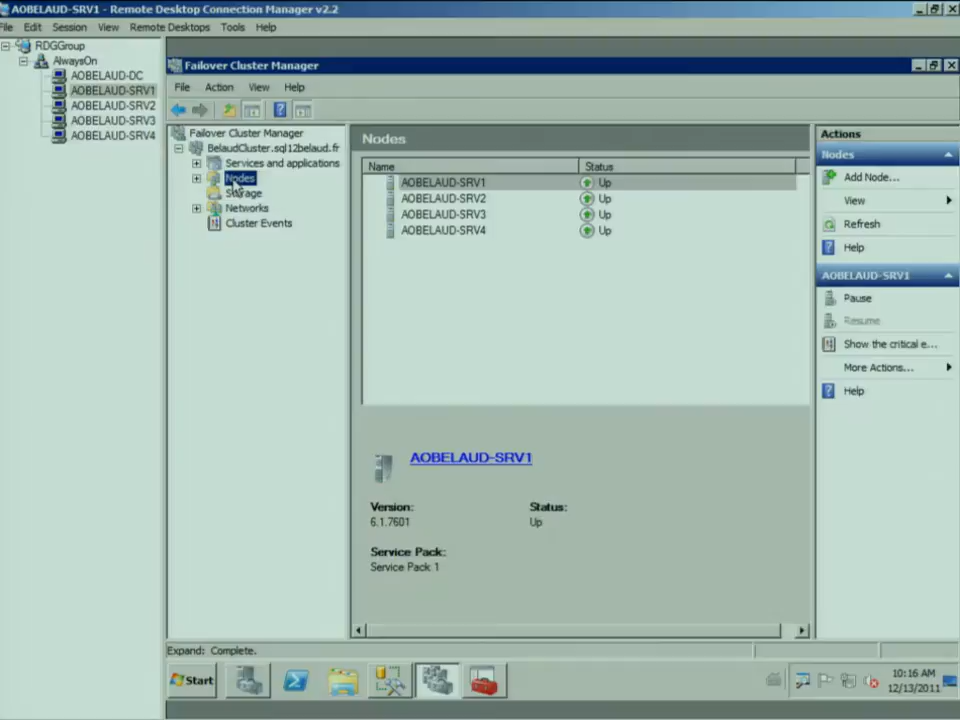 AOBELAUD-SRV1 - Remote Desktop Connection Manager v2.2
File Edit Session View Remote Desktops Tools Help
RDGGroup
AlwaysOn
AOBELAUD-DC
AOBELAUD-SRV1
AOBELAUD-SRV2
AOBELAUD-SRV3
AOBELAUD-SRV4
Failover Cluster Manager
File Action View Help
Failover Cluster Manager
BelaudCluster.sql12belaud.fr
Services and applications
Nodes
Storage
Networks
Cluster Events
Nodes
Name Status
AOBELAUD-SRV1 Up
AOBELAUD-SRV2 Up
AOBELAUD-SRV3 Up
AOBELAUD-SRV4 Up
AOBELAUD-SRV1
Version: Status:
6.1.7601 Up
Service Pack:
Service Pack 1
Actions
Nodes
Add Node...
View
Refresh
Help
AOBELAUD-SRV1
Pause
Resume
Show the critical e...
More Actions...
Help
Expand: Complete.
Start
10:16 AM
12/13/2011